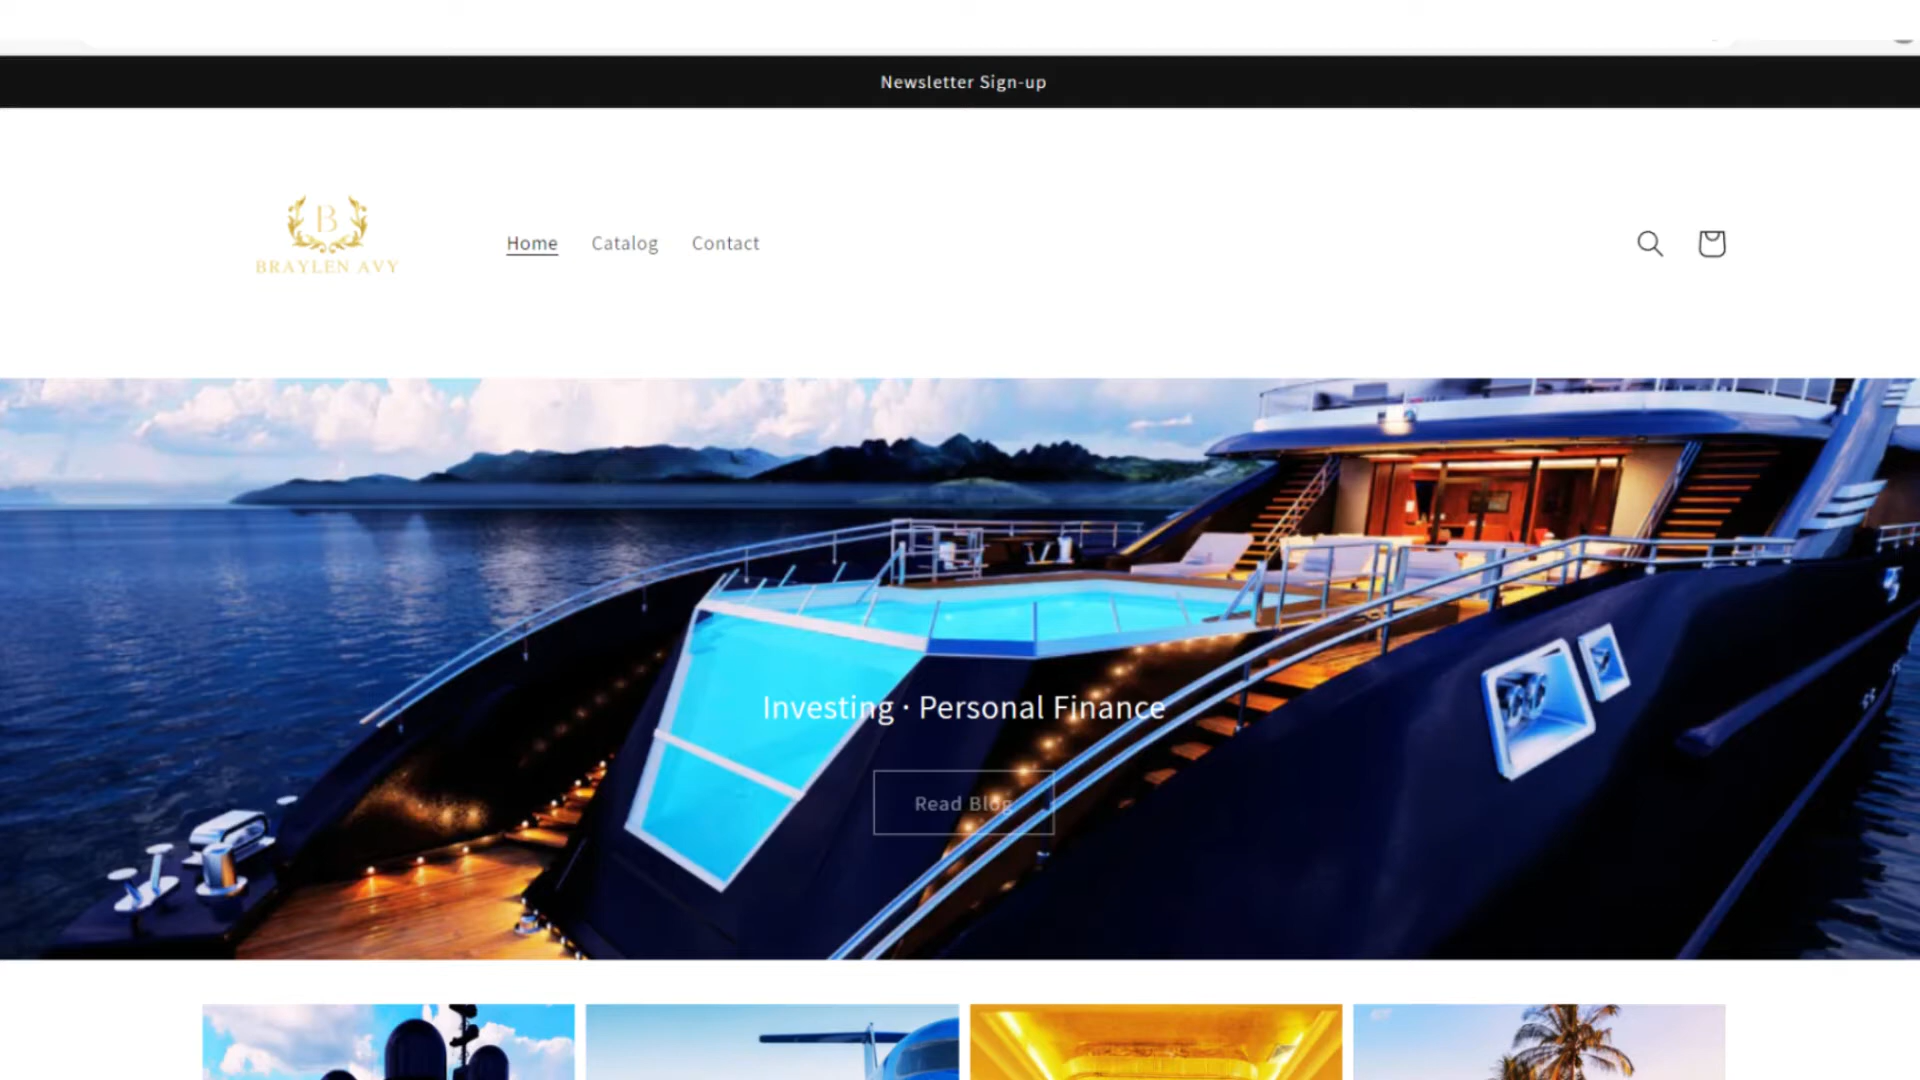 Newsletter Sign-up
B
BRAYLEN AVY
Home Catalog Contact
Investing · Personal Finance
Read Blog